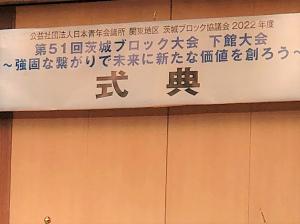 公益社団法人日本青年会議所 関東地区 茨城ブロック協議会2022年度
第51回茨城ブロック大会 下館大会
～強固な繋がりで未来に新たな価値を創ろう～
式典